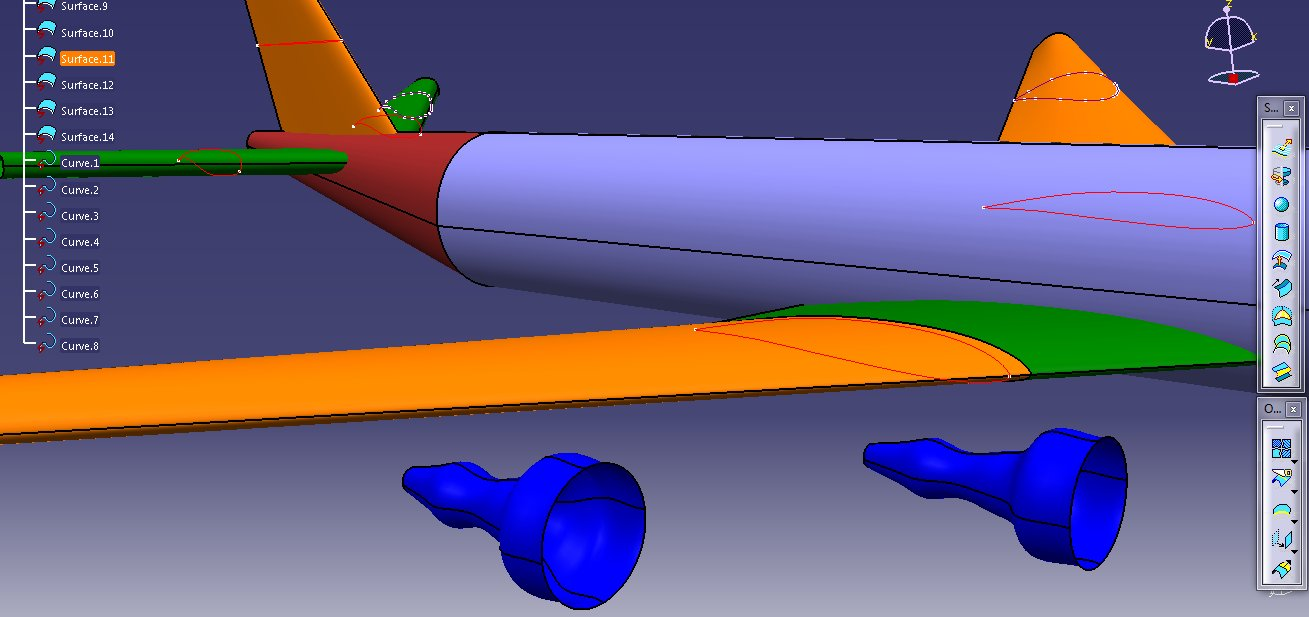 Surface.9
Surface.10
Surface.11
Surface.12
Surface.13
Surface.14
Curve.1
Curve.2
Curve.3
Curve.4
Curve.5
Curve.6
Curve.7
Curve.8
z
y
x
S... x
O... x